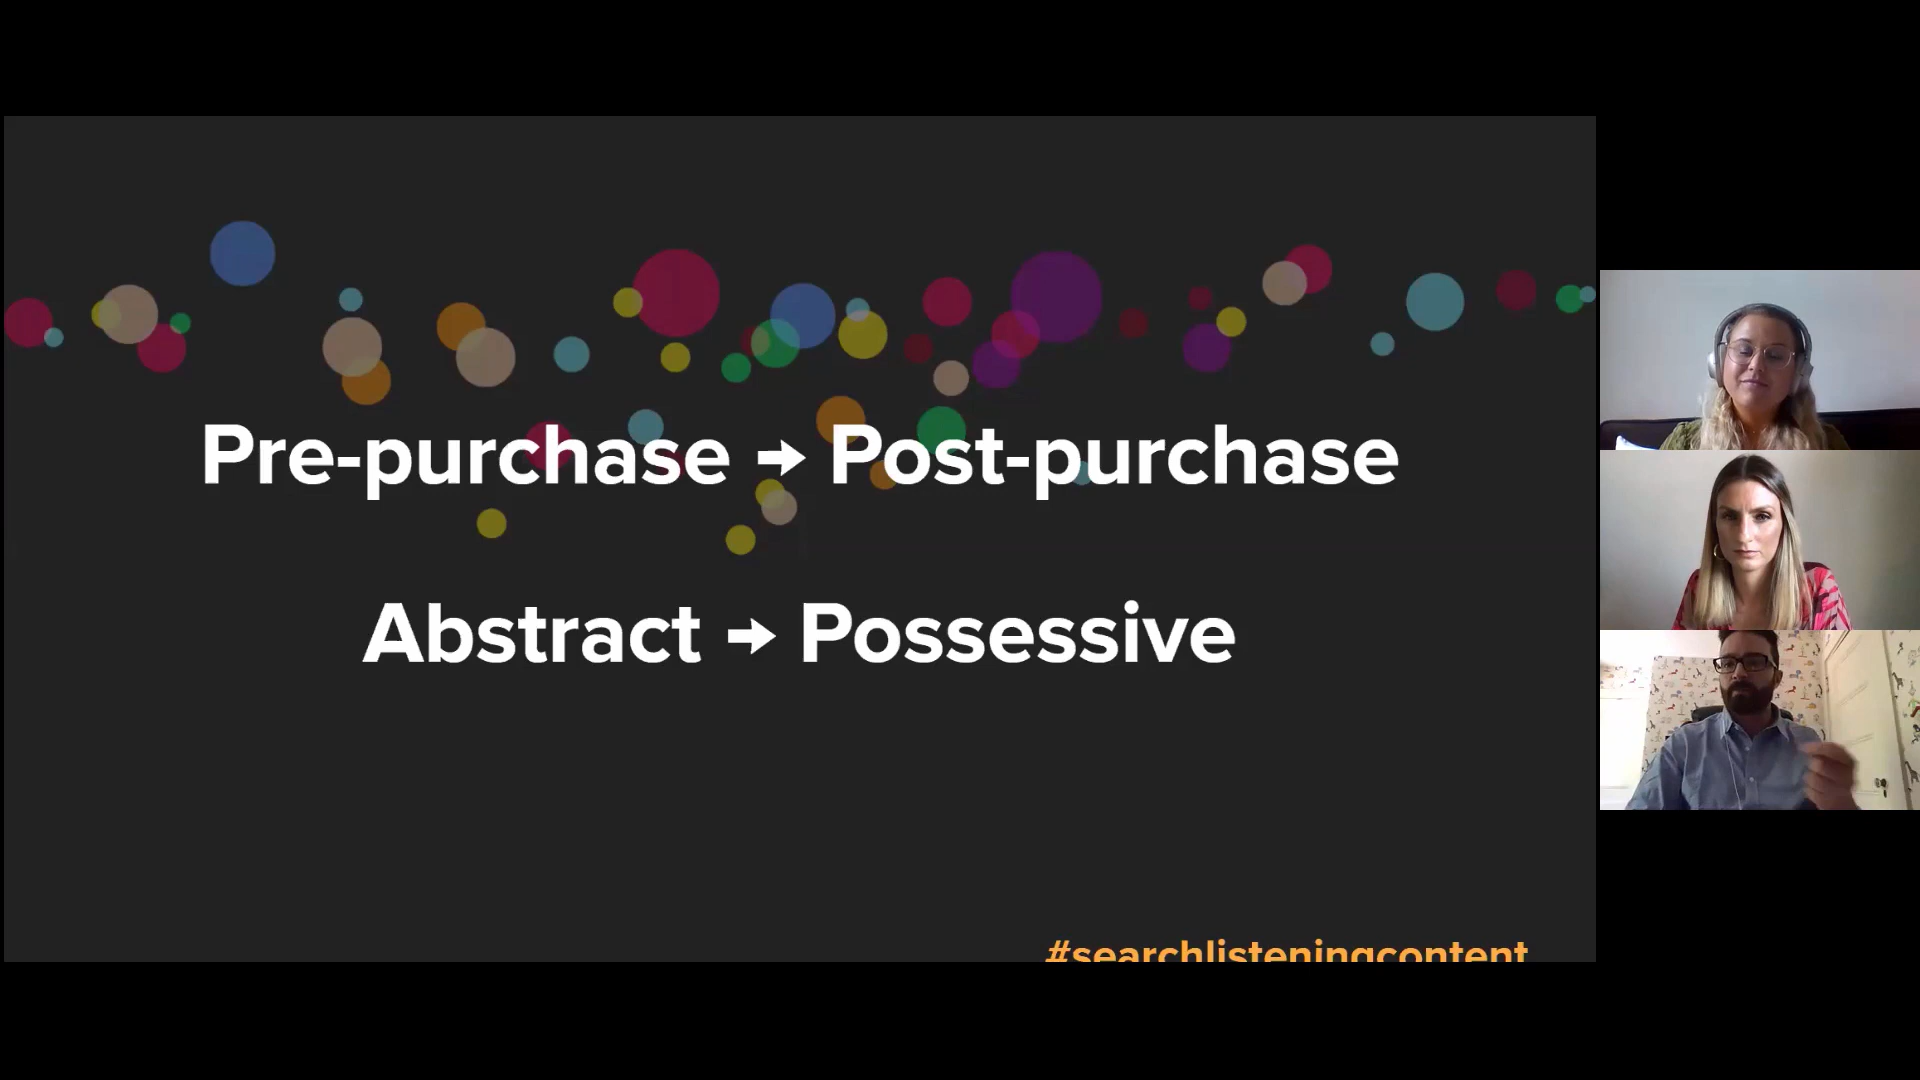 Pre-purchase → Post-purchase
Abstract → Possessive
#searchlisteningcontent